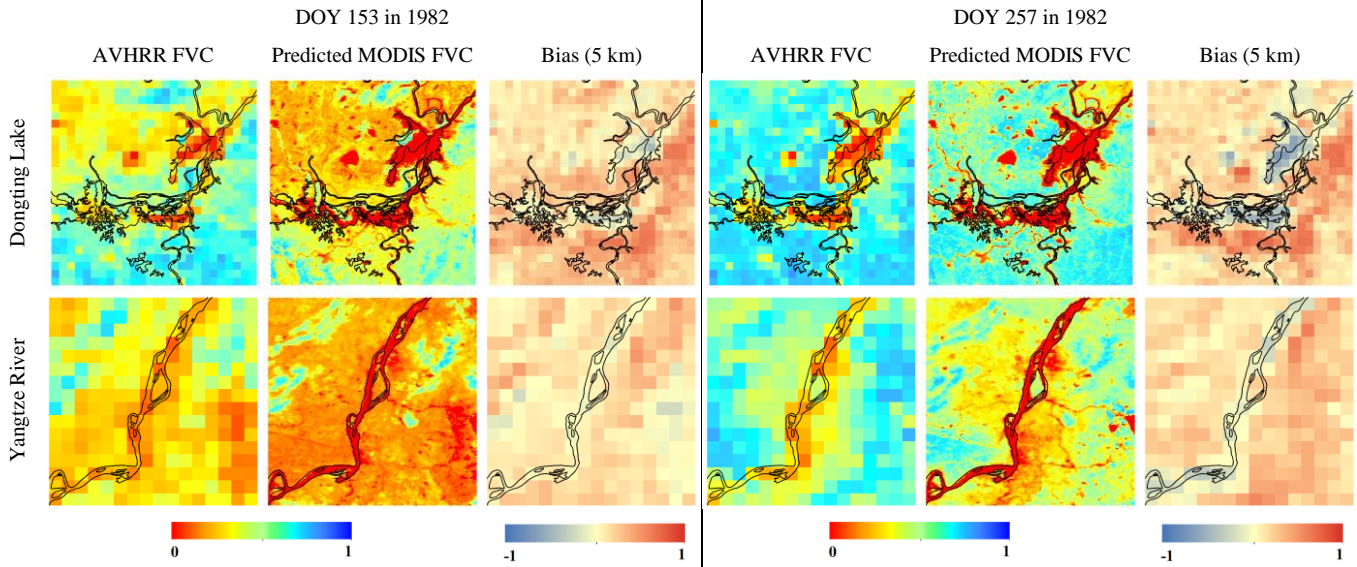 DOY 153 in 1982
DOY 257 in 1982
AVHRR FVC
Predicted MODIS FVC
Bias (5 km)
AVHRR FVC
Predicted MODIS FVC
Bias (5 km)
Dongting Lake
Yangtze River
0
1
-1
1
0
1
-1
1